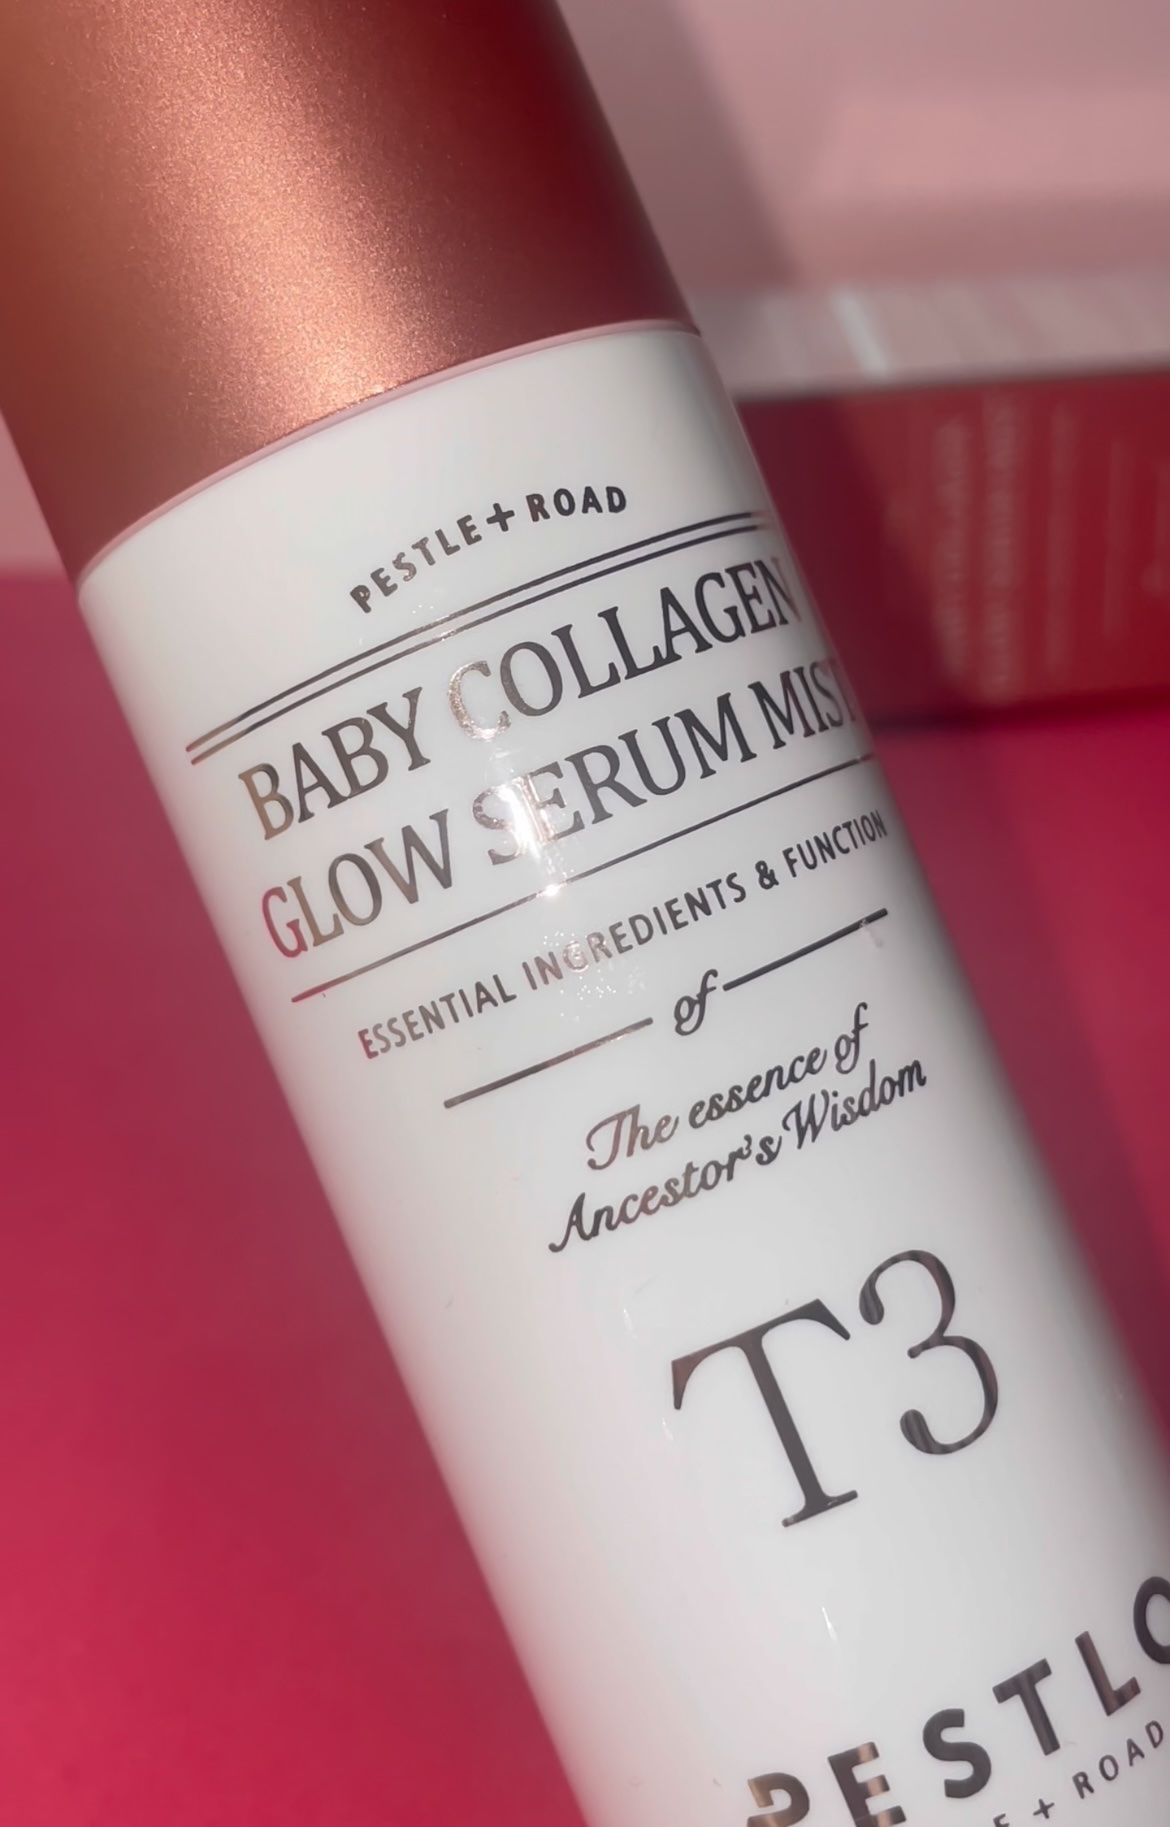 PESTLE + ROAD
BABY COLLAGEN
GLOW SERUM MIST
ESSENTIAL INGREDIENTS & FUNCTION
of
The essence of
Ancestor's Wisdom
T3
PESTLO
E + ROAD